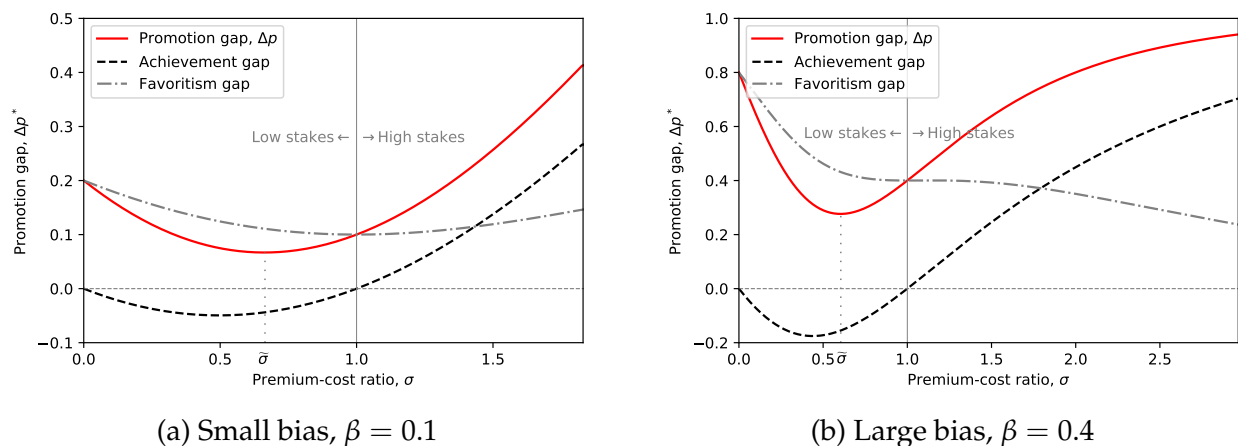 0.5
0.4
0.3
0.2
0.1
0.0
−0.1
Promotion gap, Δp*
Promotion gap, Δp
Achievement gap
Favoritism gap
Low stakes ← → High stakes
0.0 0.5 σ̃ 1.0 1.5
Premium-cost ratio, σ
(a) Small bias, β = 0.1
1.0
0.8
0.6
0.4
0.2
0.0
−0.2
Promotion gap, Δp*
Promotion gap, Δp
Achievement gap
Favoritism gap
Low stakes ← → High stakes
0.0 0.5 σ̃ 1.0 1.5 2.0 2.5
Premium-cost ratio, σ
(b) Large bias, β = 0.4